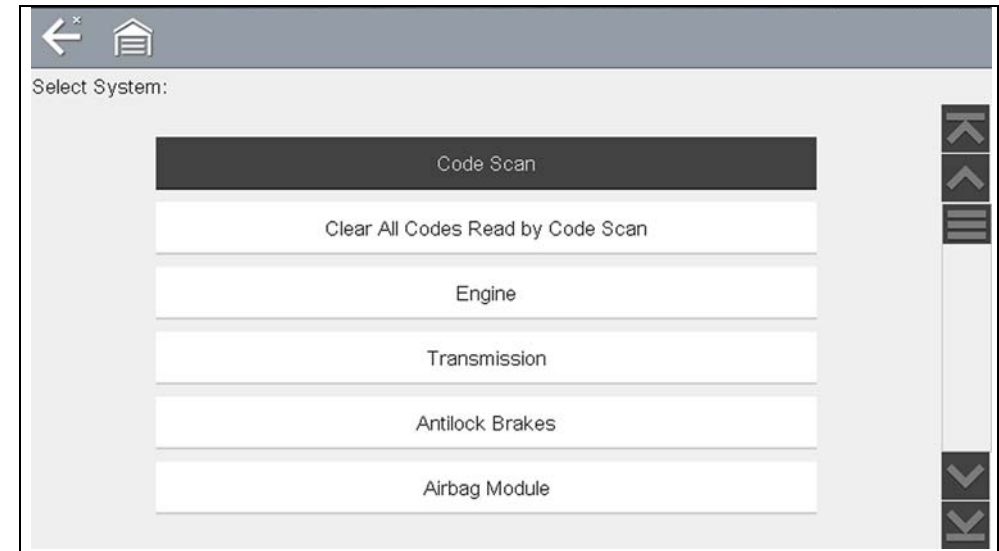 Select System:
Code Scan
Clear All Codes Read by Code Scan
Engine
Transmission
Antilock Brakes
Airbag Module